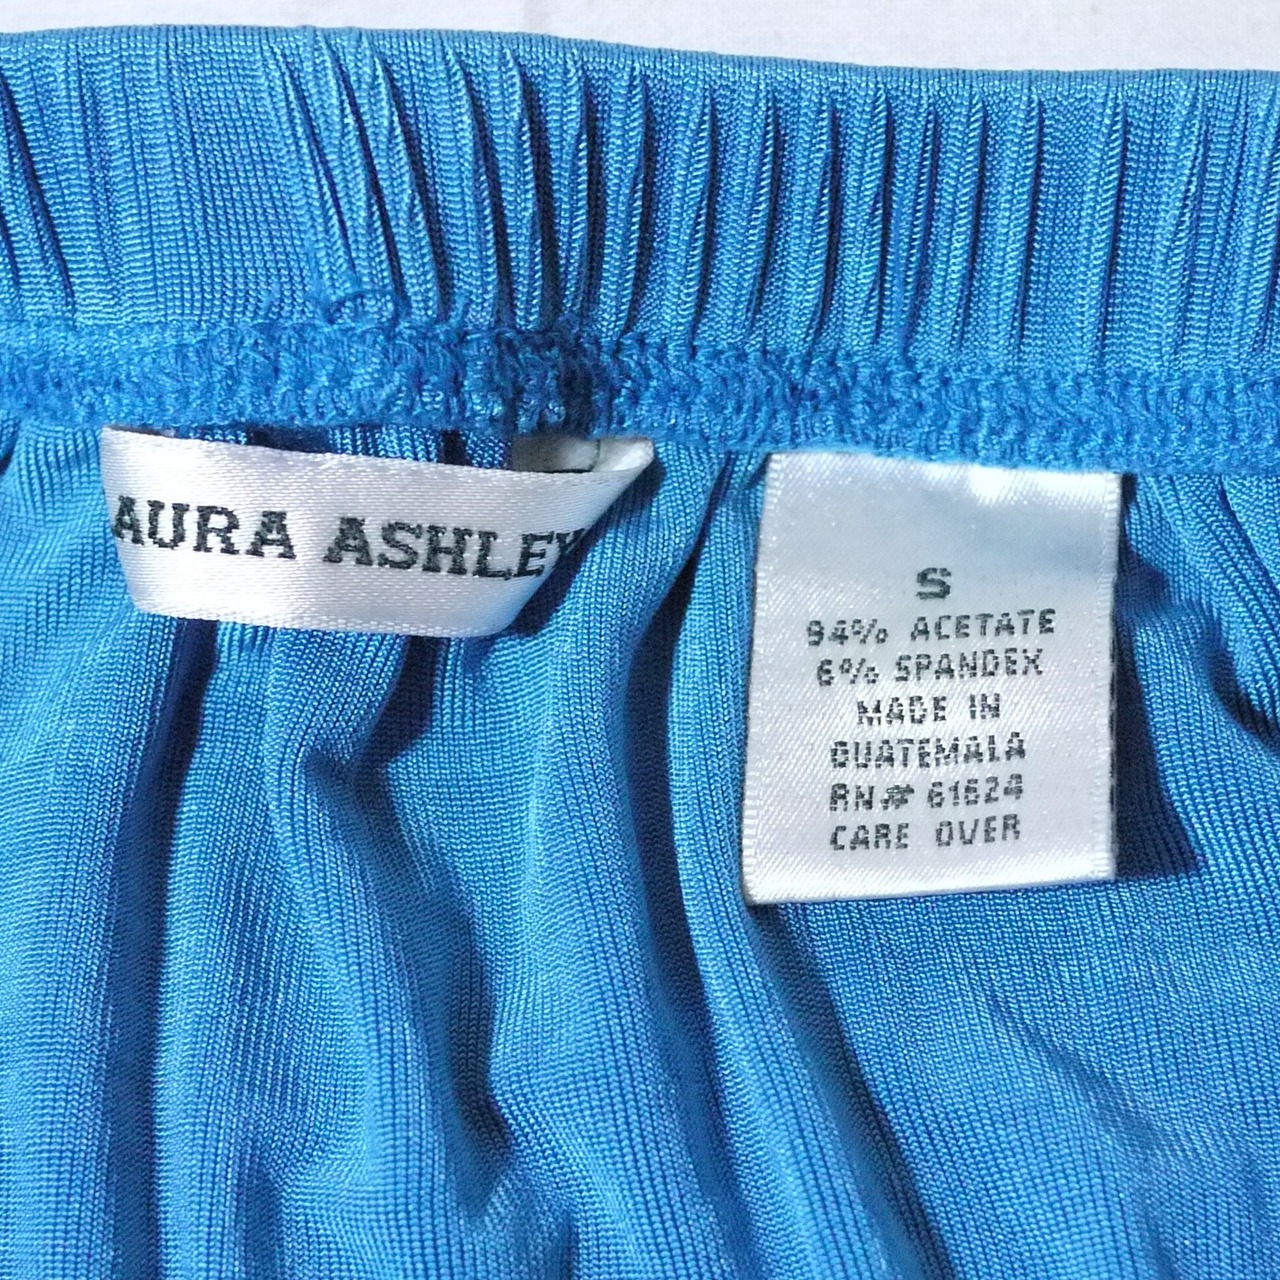 AURA ASHLEY
S
94% ACETATE
6% SPANDEX
MADE IN
GUATEMALA
RN# 61624
CARE OVER